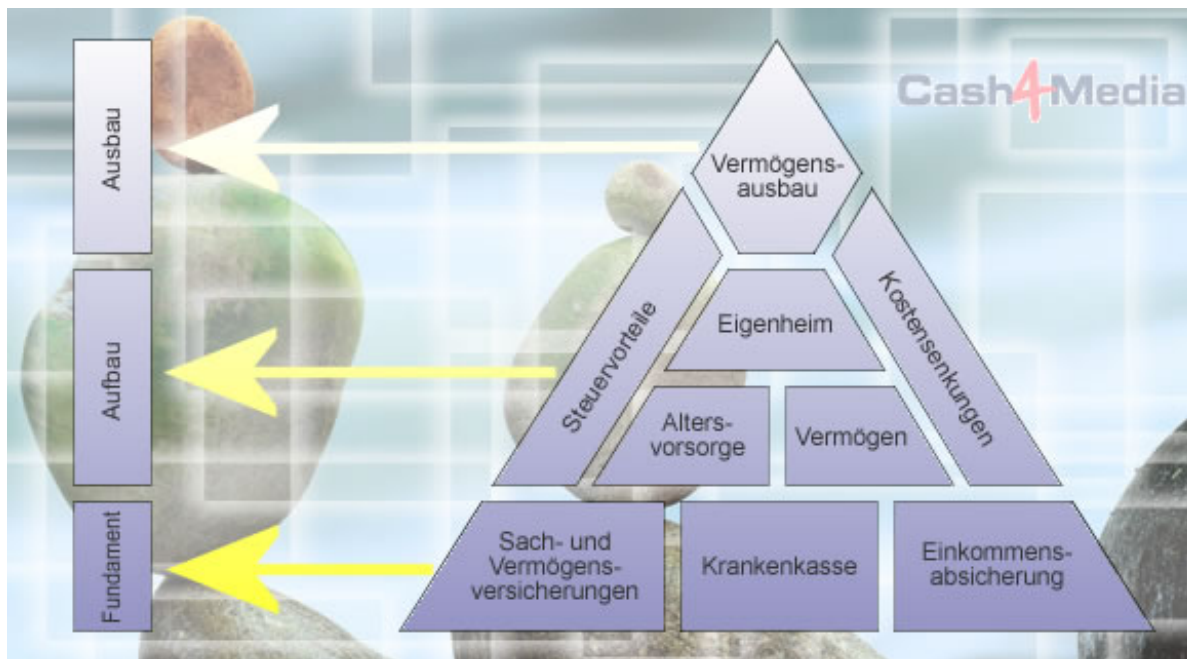 Cash4Media
Ausbau
Vermögens-
ausbau
Aufbau
Steuervorteile
Kostensenkungen
Eigenheim
Alters-
vorsorge
Vermögen
Fundament
Sach- und
Vermögens-
versicherungen
Krankenkasse
Einkommens-
absicherung